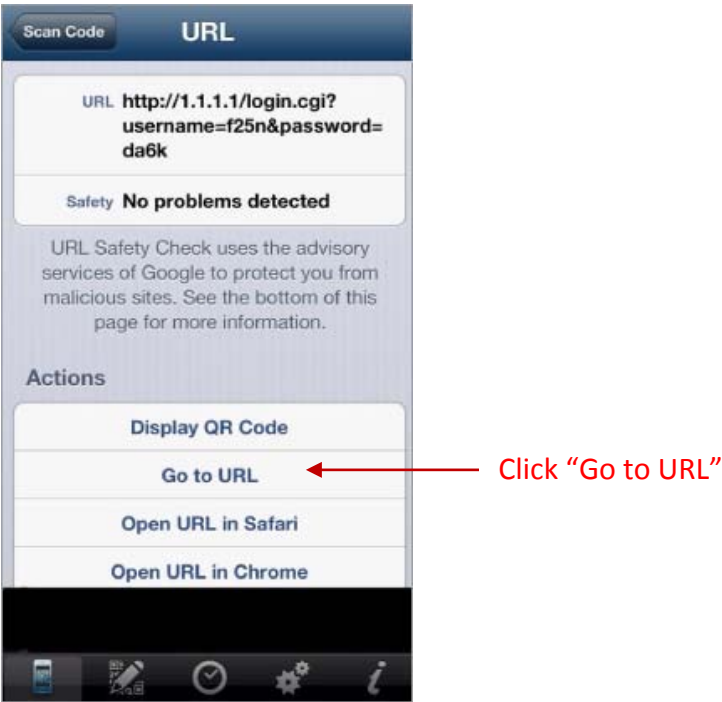 Scan Code
URL
URL http://1.1.1.1/login.cgi?
username=f25n&password=
da6k
Safety No problems detected
URL Safety Check uses the advisory
services of Google to protect you from
malicious sites. See the bottom of this
page for more information.
Actions
Display QR Code
Go to URL
Click “Go to URL”
Open URL in Safari
Open URL in Chrome